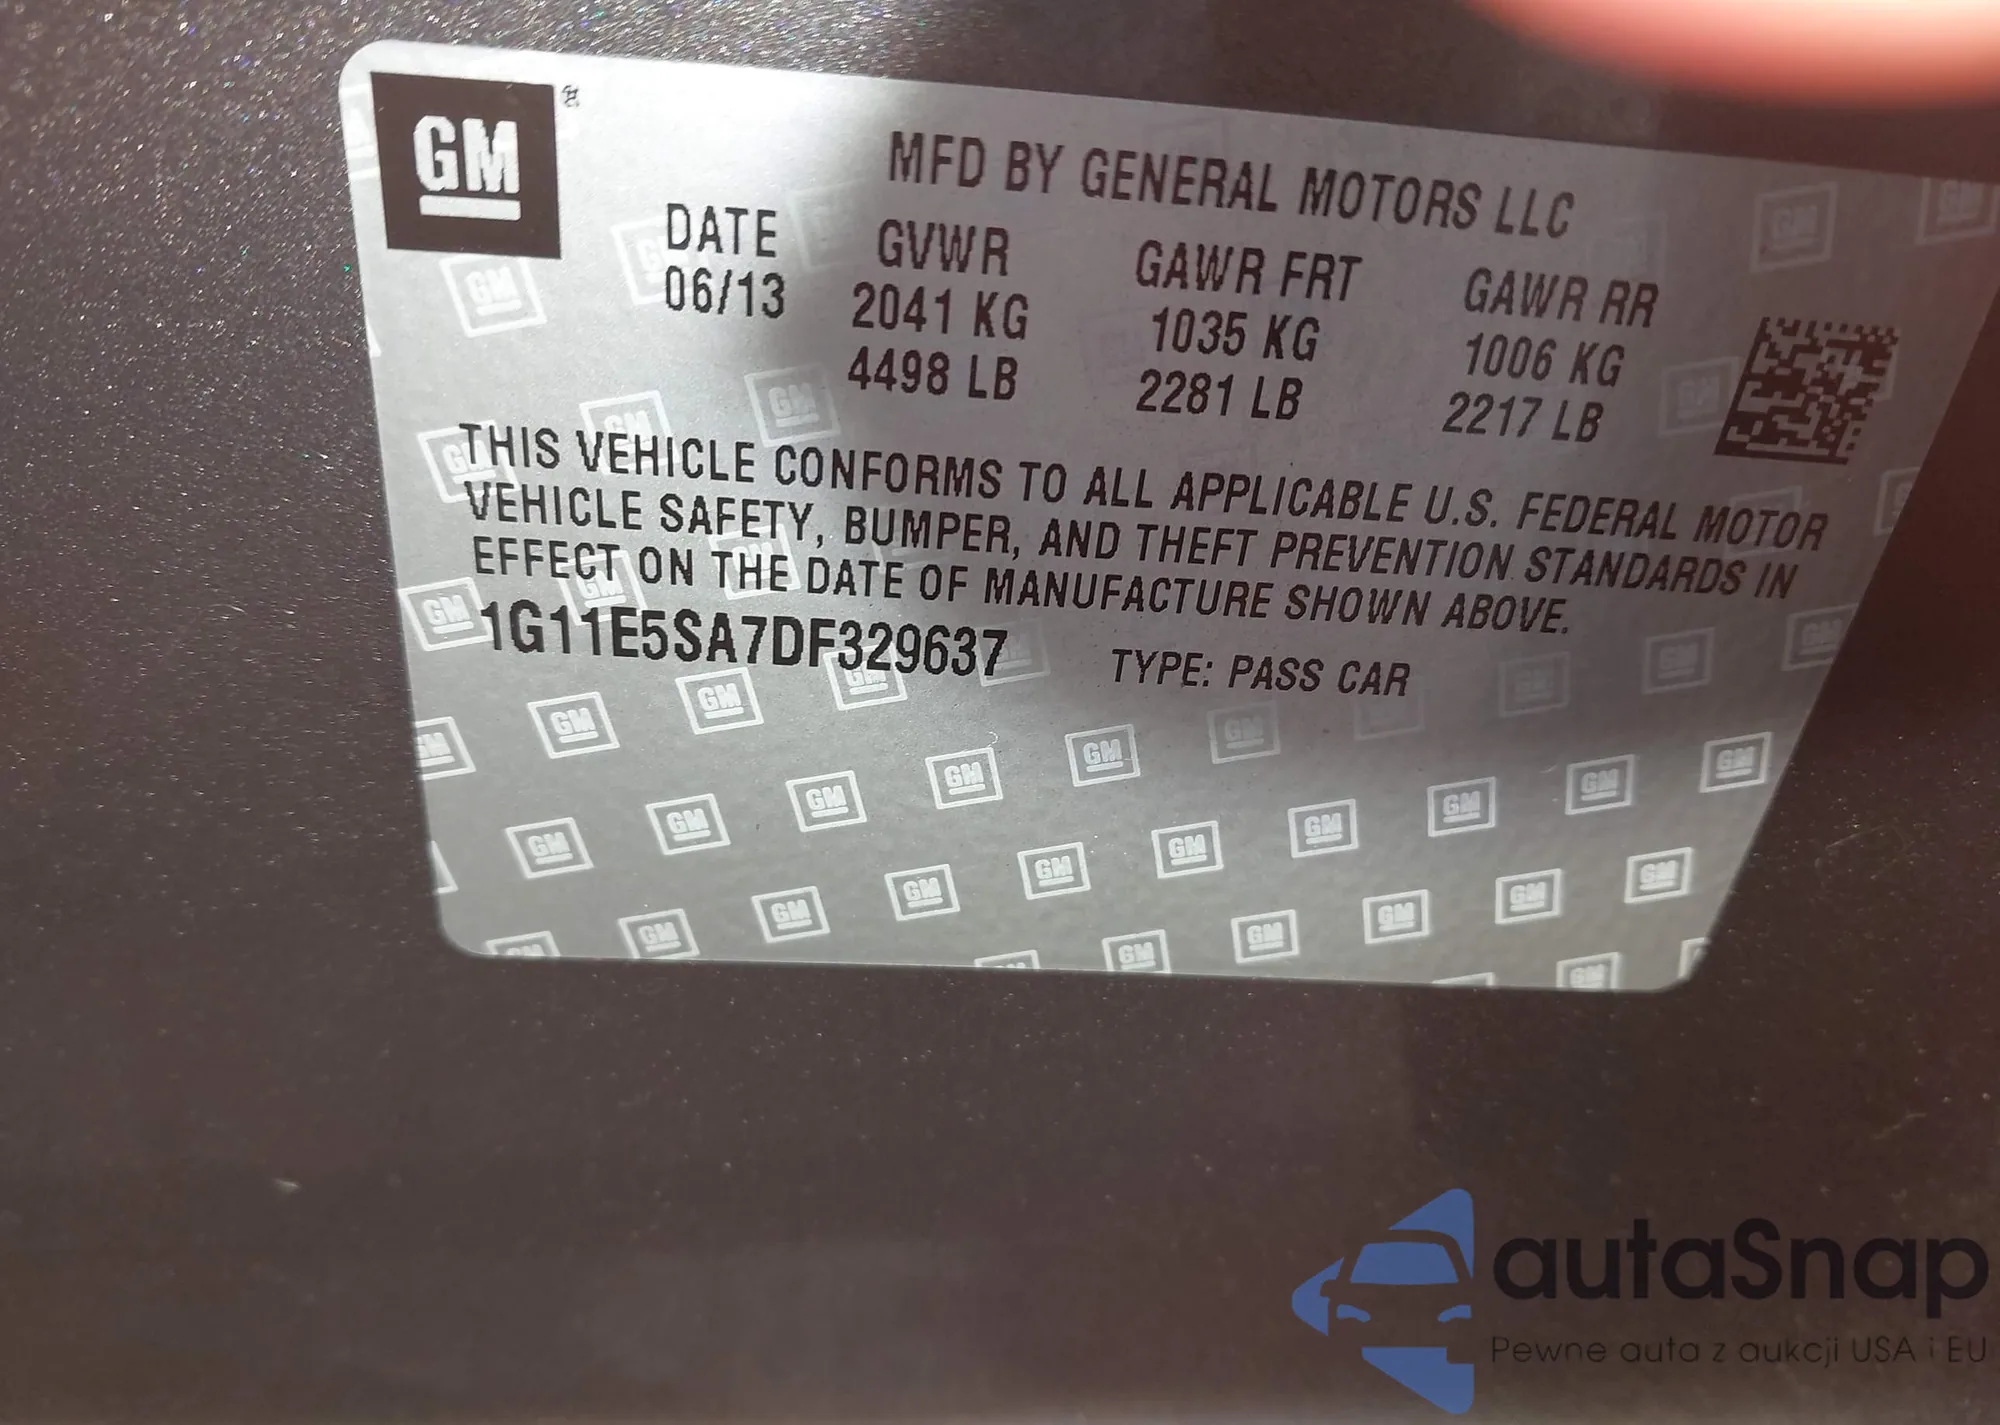 GM
MFD BY GENERAL MOTORS LLC
DATE GVWR GAWR FRT GAWR RR
06/13 2041 KG 1035 KG 1006 KG
4498 LB 2281 LB 2217 LB
THIS VEHICLE CONFORMS TO ALL APPLICABLE U.S. FEDERAL MOTOR
VEHICLE SAFETY, BUMPER, AND THEFT PREVENTION STANDARDS IN
EFFECT ON THE DATE OF MANUFACTURE SHOWN ABOVE.
1G11E5SA7DF329637 TYPE: PASS CAR
autaSnap
Pewne auta z aukcji USA i EU